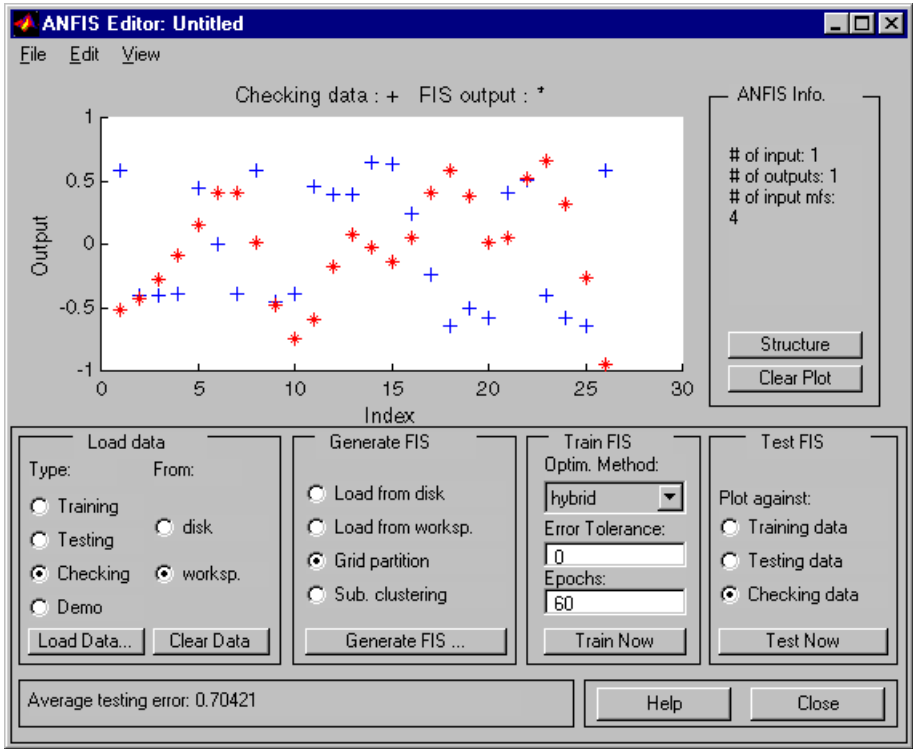 ANFIS Editor: Untitled
File Edit View
Checking data : + FIS output : *
1
0.5
0
-0.5
-1
Output
0 5 10 15 20 25 30
Index
ANFIS Info.
# of input: 1
# of outputs: 1
# of input mfs:
4
Structure
Clear Plot
Load data
Type: From:
Training
Testing
Checking
Demo
disk
worksp.
Load Data... Clear Data
Generate FIS
Load from disk
Load from worksp.
Grid partition
Sub. clustering
Generate FIS ...
Train FIS
Optim. Method:
hybrid
Error Tolerance:
0
Epochs:
60
Train Now
Test FIS
Plot against:
Training data
Testing data
Checking data
Test Now
Average testing error: 0.70421
Help Close